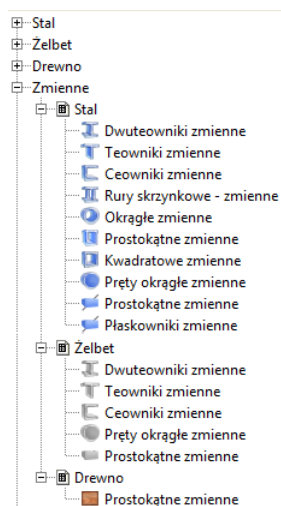 Stal
Żelbet
Drewno
Zmienne
Stal
Dwuteowniki zmienne
Teowniki zmienne
Ceowniki zmienne
Rury skrzynkowe - zmienne
Okrągłe zmienne
Prostokątne zmienne
Kwadratowe zmienne
Pręty okrągłe zmienne
Prostokątne zmienne
Płaskowniki zmienne
Żelbet
Dwuteowniki zmienne
Teowniki zmienne
Ceowniki zmienne
Pręty okrągłe zmienne
Prostokątne zmienne
Drewno
Prostokątne zmienne